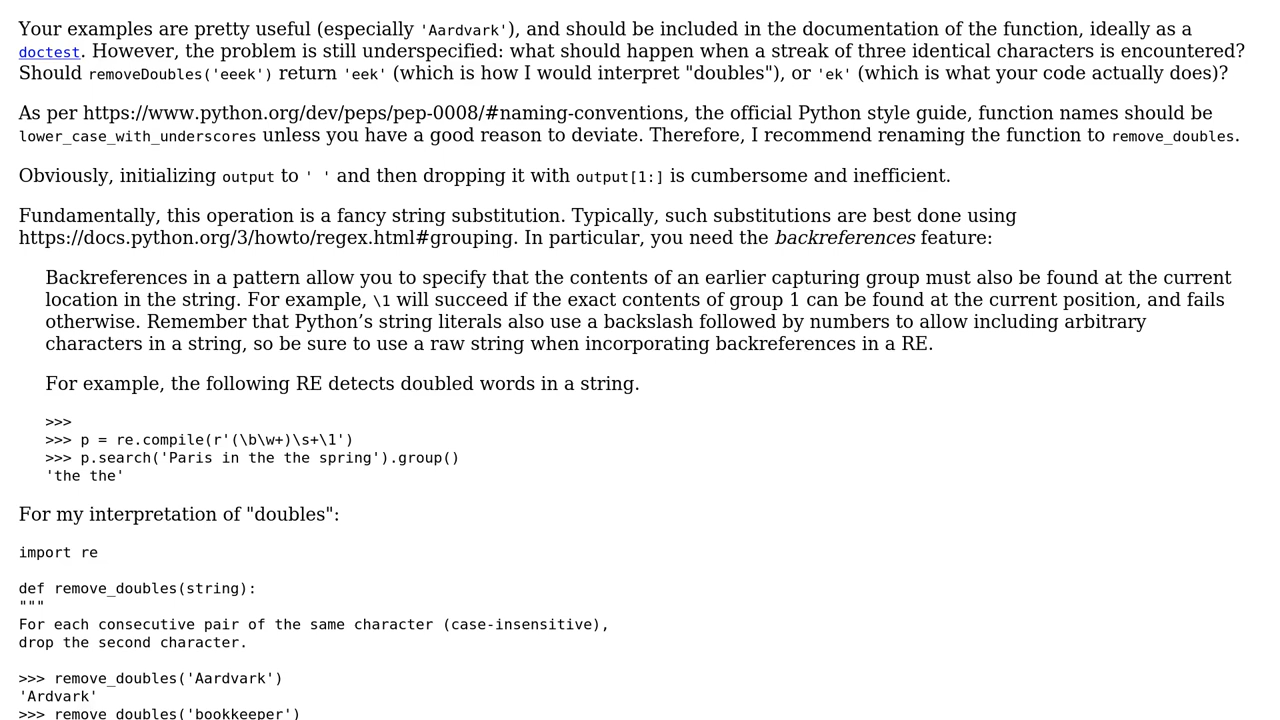 Your examples are pretty useful (especially 'Aardvark'), and should be included in the documentation of the function, ideally as a
doctest. However, the problem is still underspecified: what should happen when a streak of three identical characters is encountered?
Should removeDoubles('eeek') return 'eek' (which is how I would interpret "doubles"), or 'ek' (which is what your code actually does)?
As per https://www.python.org/dev/peps/pep-0008/#naming-conventions, the official Python style guide, function names should be
lower_case_with_underscores unless you have a good reason to deviate. Therefore, I recommend renaming the function to remove_doubles.
Obviously, initializing output to ' ' and then dropping it with output[1:] is cumbersome and inefficient.
Fundamentally, this operation is a fancy string substitution. Typically, such substitutions are best done using
https://docs.python.org/3/howto/regex.html#grouping. In particular, you need the backreferences feature:
Backreferences in a pattern allow you to specify that the contents of an earlier capturing group must also be found at the current
location in the string. For example, \1 will succeed if the exact contents of group 1 can be found at the current position, and fails
otherwise. Remember that Python’s string literals also use a backslash followed by numbers to allow including arbitrary
characters in a string, so be sure to use a raw string when incorporating backreferences in a RE.
For example, the following RE detects doubled words in a string.
>>>
>>> p = re.compile(r'(\b\w+)\s+\1')
>>> p.search('Paris in the the spring').group()
'the the'
For my interpretation of "doubles":
import re
def remove_doubles(string):
"""
For each consecutive pair of the same character (case-insensitive),
drop the second character.
>>> remove_doubles('Aardvark')
'Ardvark'
>>> remove_doubles('bookkeeper')